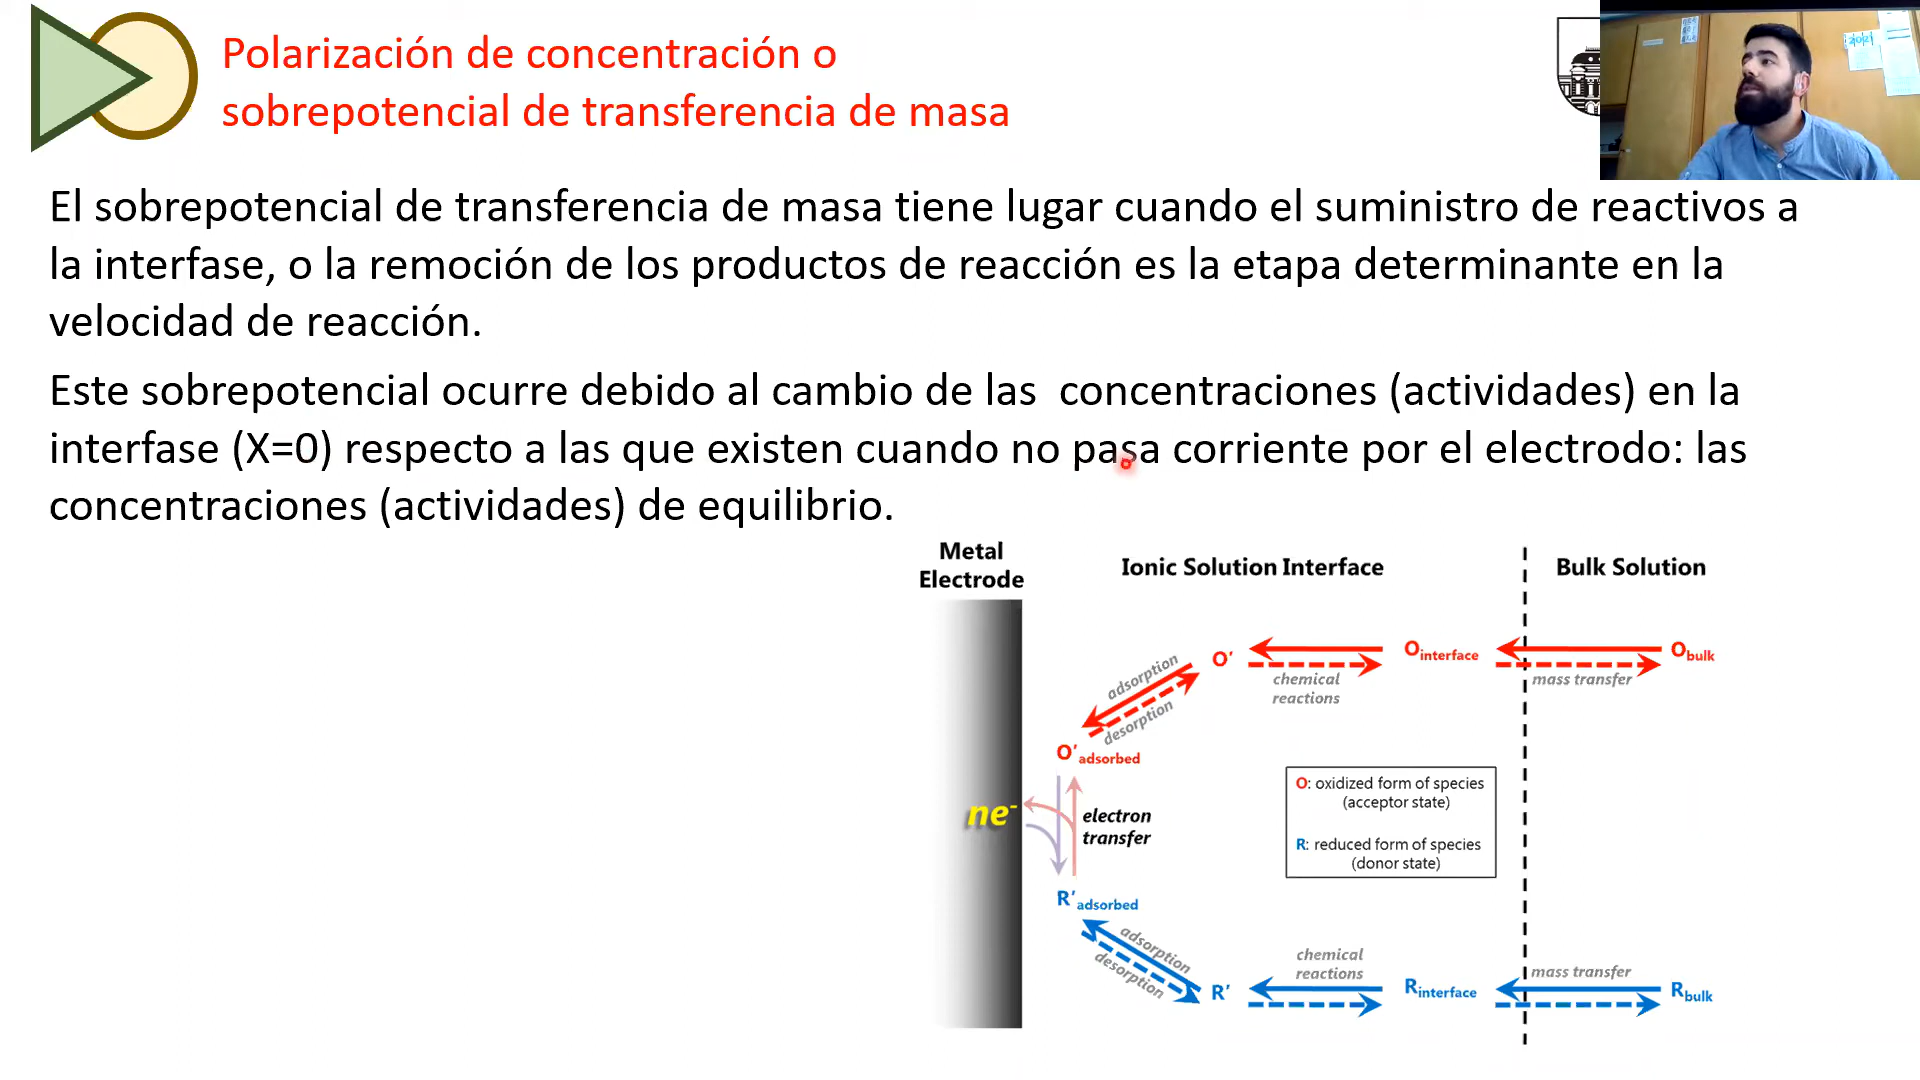 Polarización de concentración o
sobrepotencial de transferencia de masa
El sobrepotencial de transferencia de masa tiene lugar cuando el suministro de reactivos a
la interfase, o la remoción de los productos de reacción es la etapa determinante en la
velocidad de reacción.
Este sobrepotencial ocurre debido al cambio de las concentraciones (actividades) en la
interfase (X=0) respecto a las que existen cuando no pasa corriente por el electrodo: las
concentraciones (actividades) de equilibrio.
Metal
Electrode
Ionic Solution Interface
Bulk Solution
O′
chemical
reactions
Ointerface
mass transfer
Obulk
adsorption
desorption
O′adsorbed
ne-
electron
transfer
O: oxidized form of species
(acceptor state)
R: reduced form of species
(donor state)
R′adsorbed
adsorption
desorption
R′
chemical
reactions
Rinterface
mass transfer
Rbulk